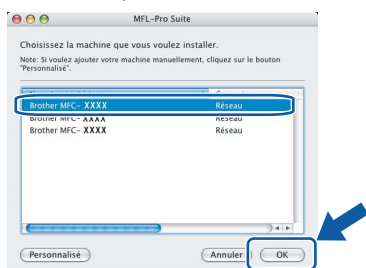 MFL-Pro Suite
Choisissez la machine que vous voulez installer.
Note: Si voulez ajouter votre machine manuellement, cliquez sur le bouton
"Personnalisé".
Brother MFC- XXXX Réseau
Brother MFC- XXXX Réseau
Brother MFC- XXXX Réseau
Personnalisé Annuler OK